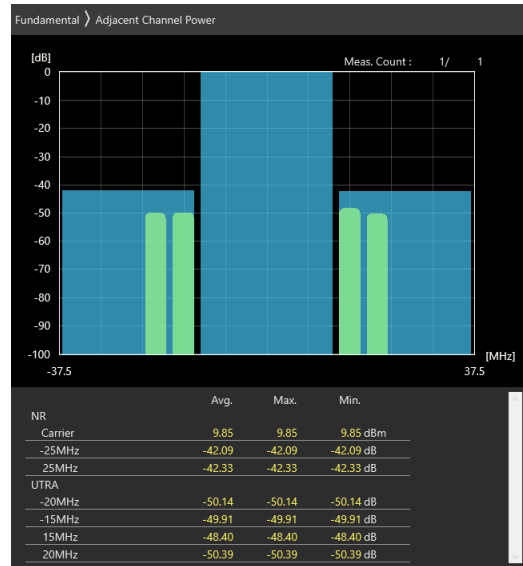 Fundamental 〉 Adjacent Channel Power
[dB]
Meas. Count : 1/ 1
0
-10
-20
-30
-40
-50
-60
-70
-80
-90
-100
[MHz]
-37.5 37.5
Avg. Max. Min.
NR
Carrier 9.85 9.85 9.85 dBm
-25MHz -42.09 -42.09 -42.09 dB
25MHz -42.33 -42.33 -42.33 dB
UTRA
-20MHz -50.14 -50.14 -50.14 dB
-15MHz -49.91 -49.91 -49.91 dB
15MHz -48.40 -48.40 -48.40 dB
20MHz -50.39 -50.39 -50.39 dB